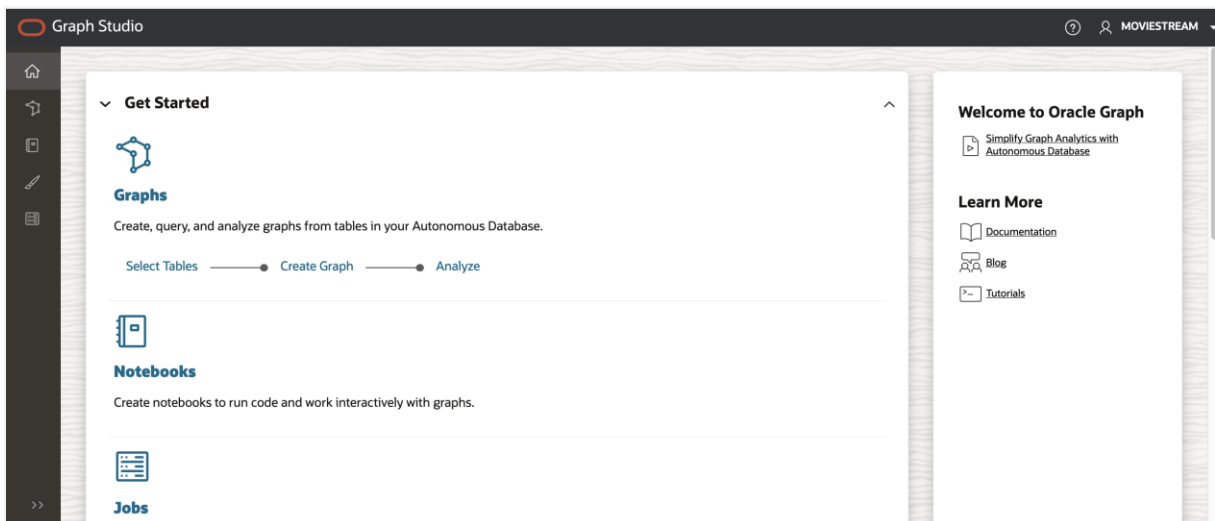 Graph Studio
MOVIESTREAM
Get Started
Graphs
Create, query, and analyze graphs from tables in your Autonomous Database.
Select Tables Create Graph Analyze
Notebooks
Create notebooks to run code and work interactively with graphs.
Jobs
Welcome to Oracle Graph
Simplify Graph Analytics with
Autonomous Database
Learn More
Documentation
Blog
Tutorials